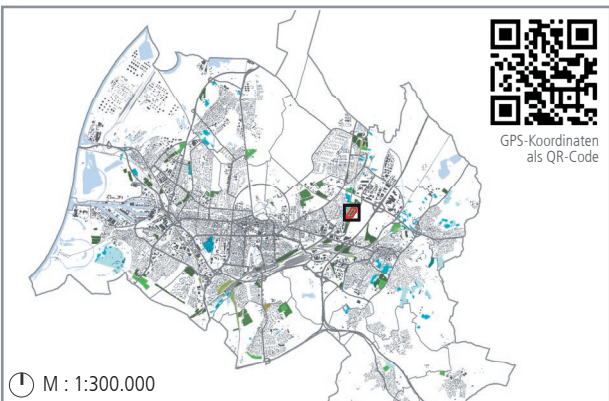 GPS-Koordinaten
als QR-Code
M : 1:300.000